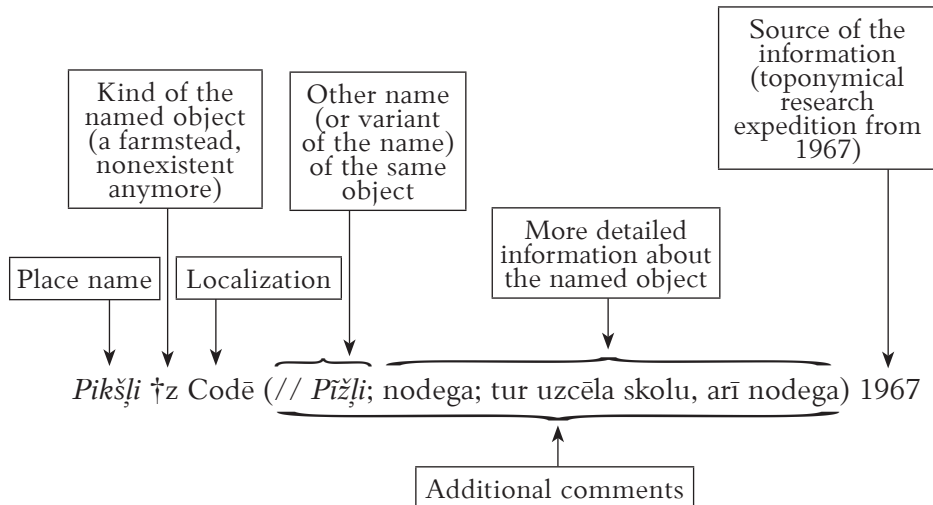 Source of the
information
(toponymical
research
expedition from
1967)
Kind of the
named object
(a farmstead,
nonexistent
anymore)
Other name
(or variant
of the name)
of the same
object
More detailed
information about
the named object
Place name
Localization
Pikšļi †z Codē (// Pīžļi; nodega; tur uzcēla skolu, arī nodega) 1967
Additional comments